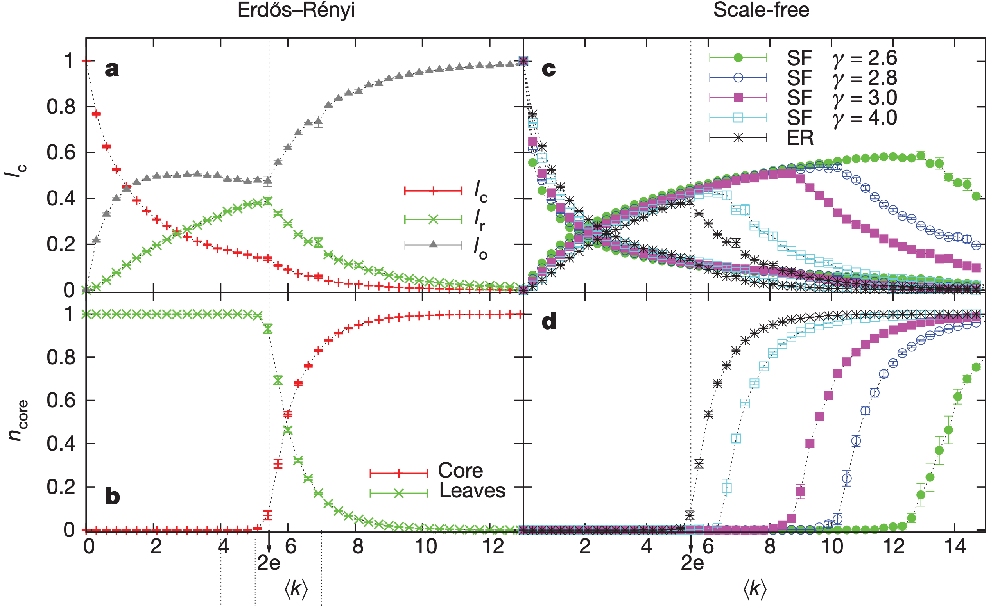 Erdős–Rényi
Scale-free
a
l_c
1
0.8
0.6
0.4
0.2
0
l_c
l_r
l_o
c
SF γ = 2.6
SF γ = 2.8
SF γ = 3.0
SF γ = 4.0
ER
b
n_core
1
0.8
0.6
0.4
0.2
0
Core
Leaves
d
0 2 4 6 8 10 12
2e
⟨k⟩
2 4 6 8 10 12 14
2e
⟨k⟩